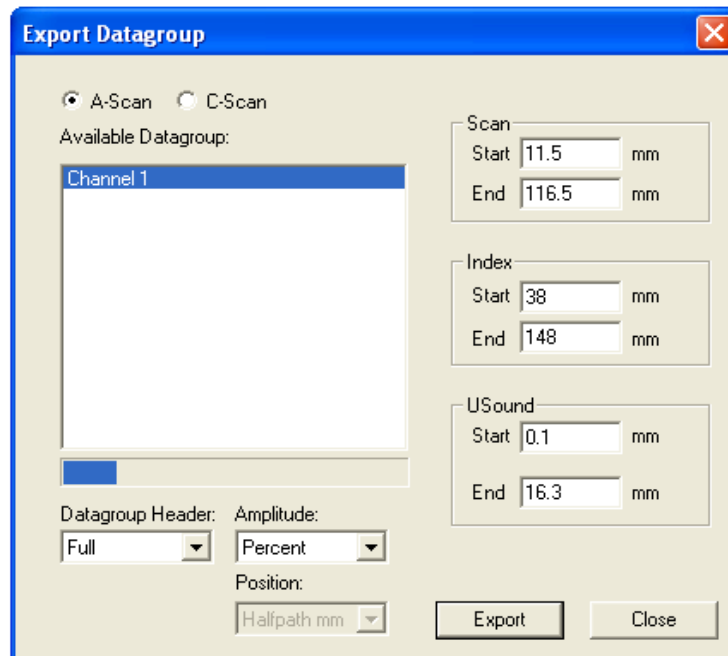 Export Datagroup
A-Scan C-Scan
Available Datagroup:
Channel 1
Scan
Start 11.5 mm
End 116.5 mm
Index
Start 38 mm
End 148 mm
USound
Start 0.1 mm
End 16.3 mm
Datagroup Header: Amplitude:
Full Percent
Position:
Halfpath mm
Export Close